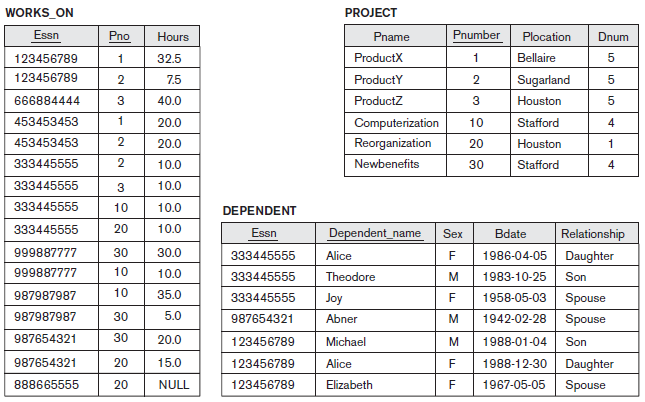 WORKS_ON
Essn Pno Hours
123456789 1 32.5
123456789 2 7.5
666884444 3 40.0
453453453 1 20.0
453453453 2 20.0
333445555 2 10.0
333445555 3 10.0
333445555 10 10.0
333445555 20 10.0
999887777 30 30.0
999887777 10 10.0
987987987 10 35.0
987987987 30 5.0
987654321 30 20.0
987654321 20 15.0
888665555 20 NULL
PROJECT
Pname Pnumber Plocation Dnum
ProductX 1 Bellaire 5
ProductY 2 Sugarland 5
ProductZ 3 Houston 5
Computerization 10 Stafford 4
Reorganization 20 Houston 1
Newbenefits 30 Stafford 4
DEPENDENT
Essn Dependent_name Sex Bdate Relationship
333445555 Alice F 1986-04-05 Daughter
333445555 Theodore M 1983-10-25 Son
333445555 Joy F 1958-05-03 Spouse
987654321 Abner M 1942-02-28 Spouse
123456789 Michael M 1988-01-04 Son
123456789 Alice F 1988-12-30 Daughter
123456789 Elizabeth F 1967-05-05 Spouse